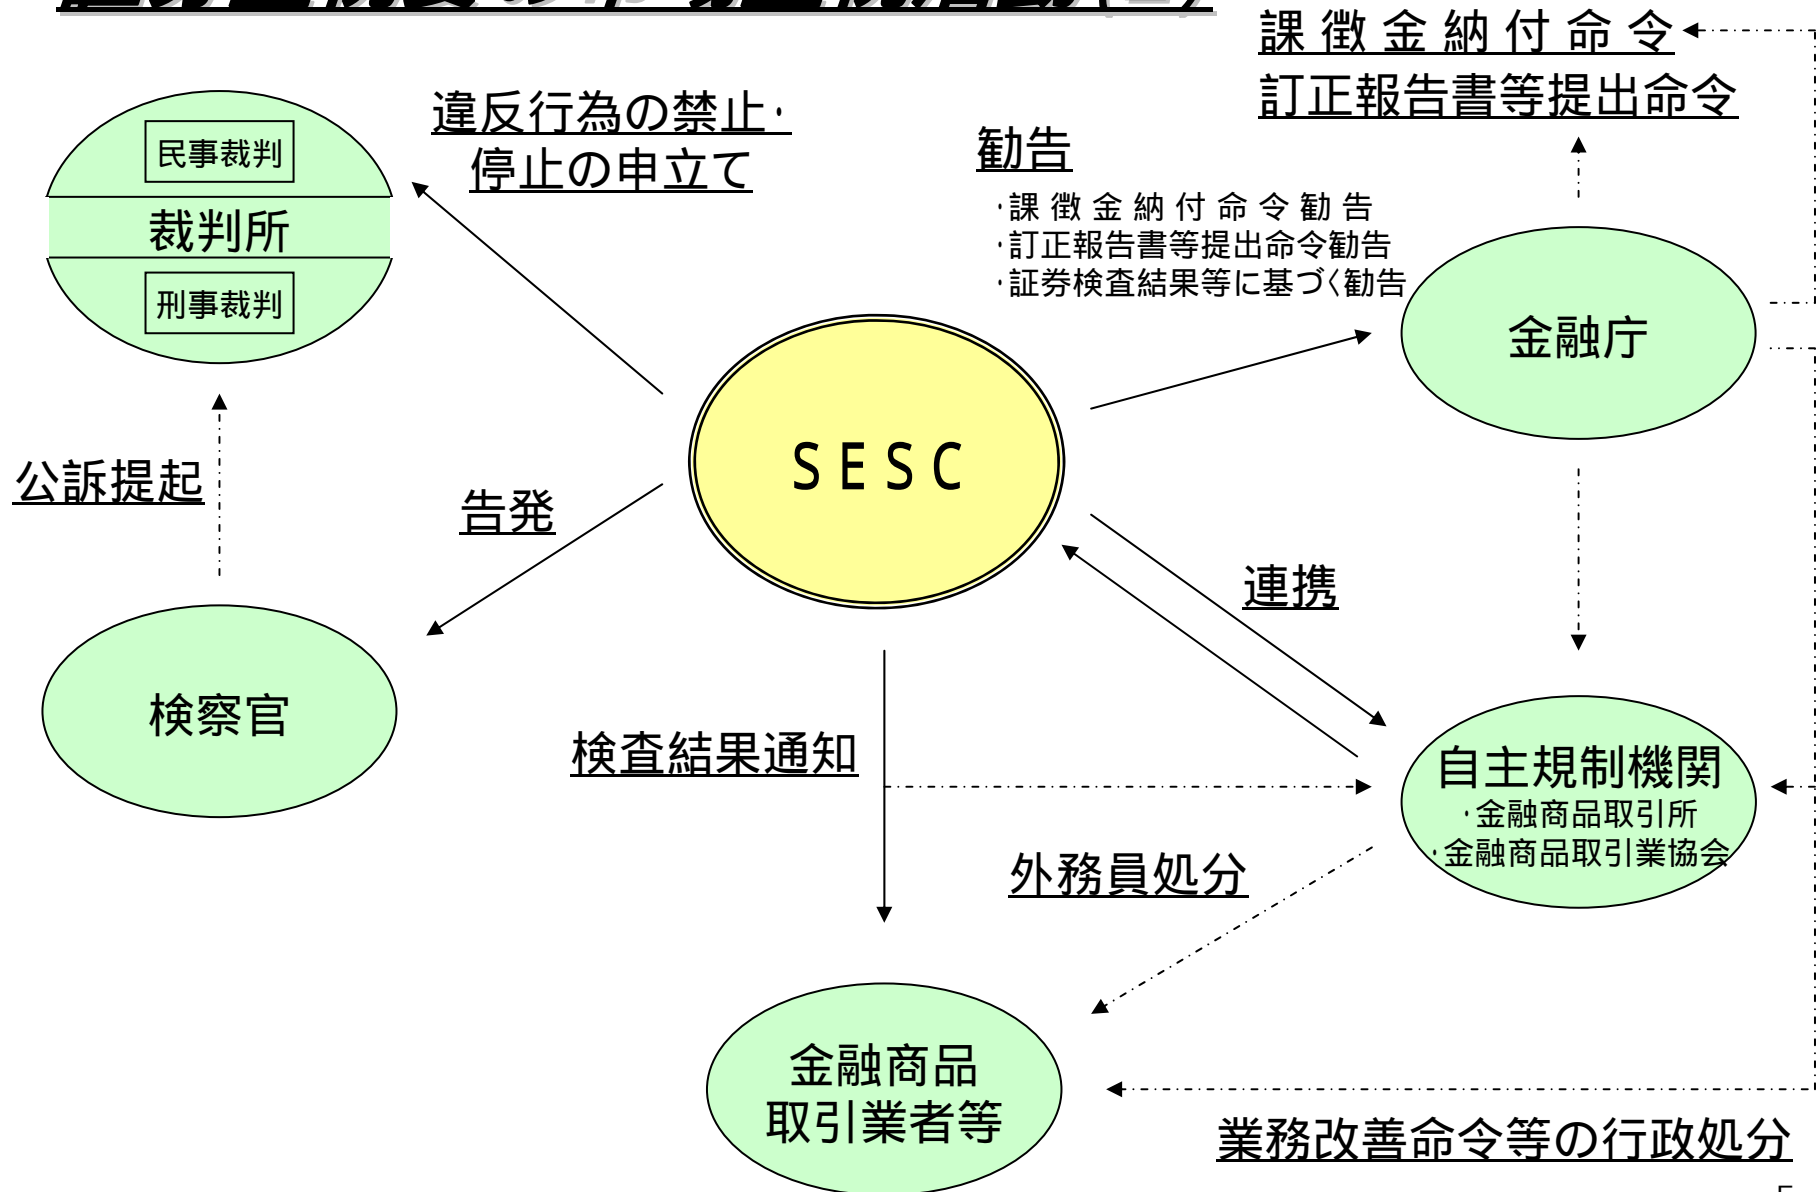 課徴金納付命令
訂正報告書等提出命令
違反行為の禁止・
停止の申立て
勧告
・課徴金納付命令勧告
・訂正報告書等提出命令勧告
・証券検査結果等に基づく勧告
民事裁判
裁判所
刑事裁判
金融庁
SESC
公訴提起
告発
連携
検察官
検査結果通知
自主規制機関
・金融商品取引所
・金融商品取引業協会
外務員処分
金融商品
取引業者等
業務改善命令等の行政処分